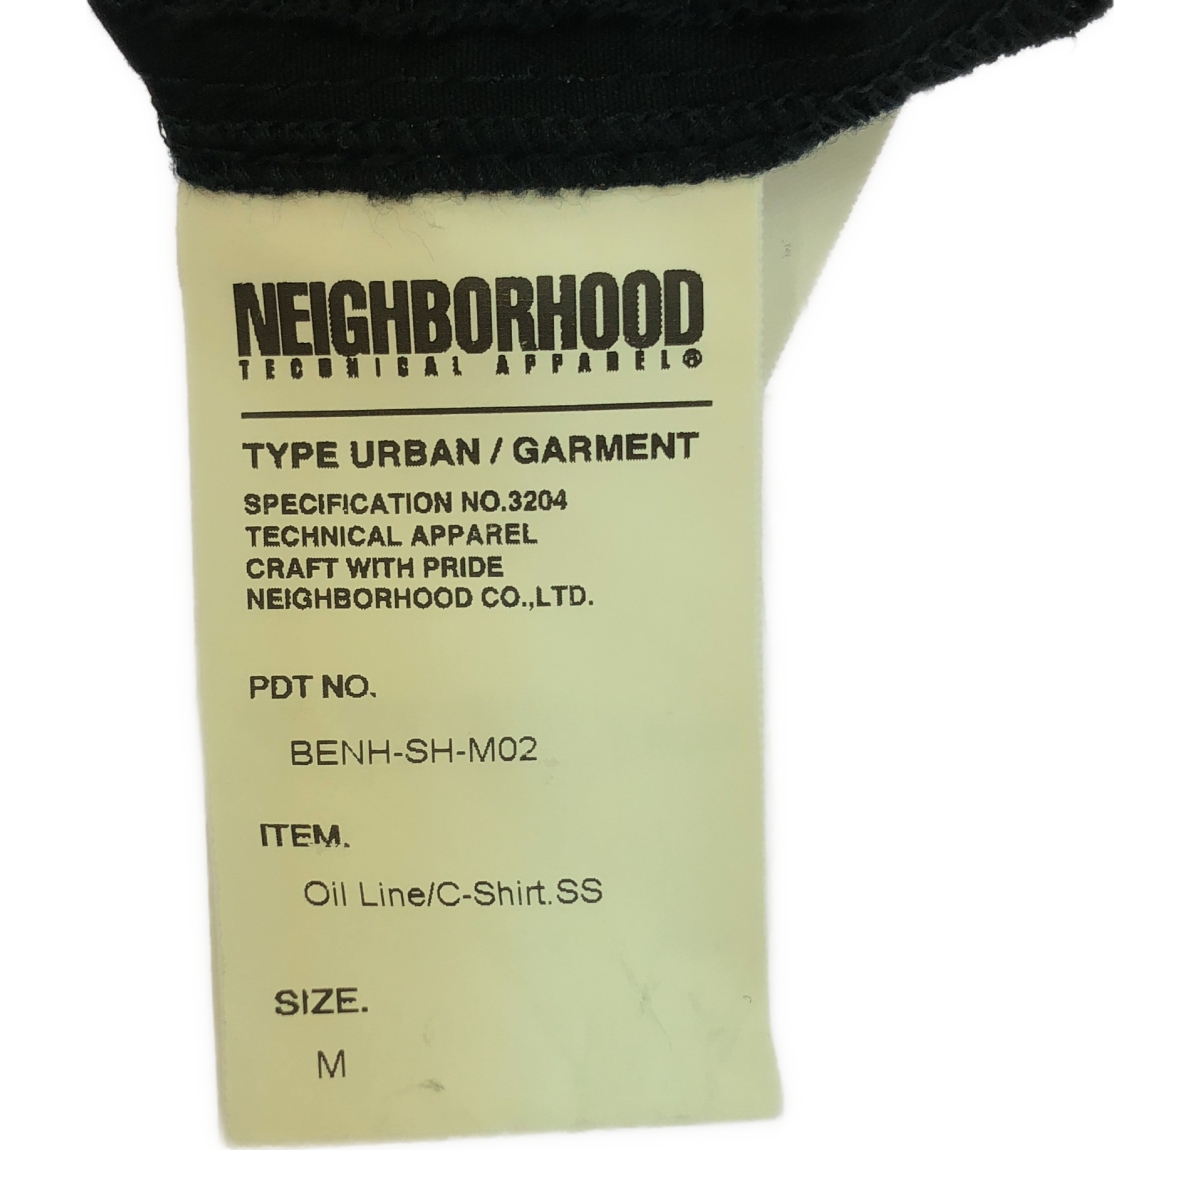 NEIGHBORHOOD
TECHNICAL APPAREL®
TYPE URBAN / GARMENT
SPECIFICATION NO.3204
TECHNICAL APPAREL
CRAFT WITH PRIDE
NEIGHBORHOOD CO.,LTD.
PDT NO.
BENH-SH-M02
ITEM.
Oil Line/C-Shirt.SS
SIZE.
M